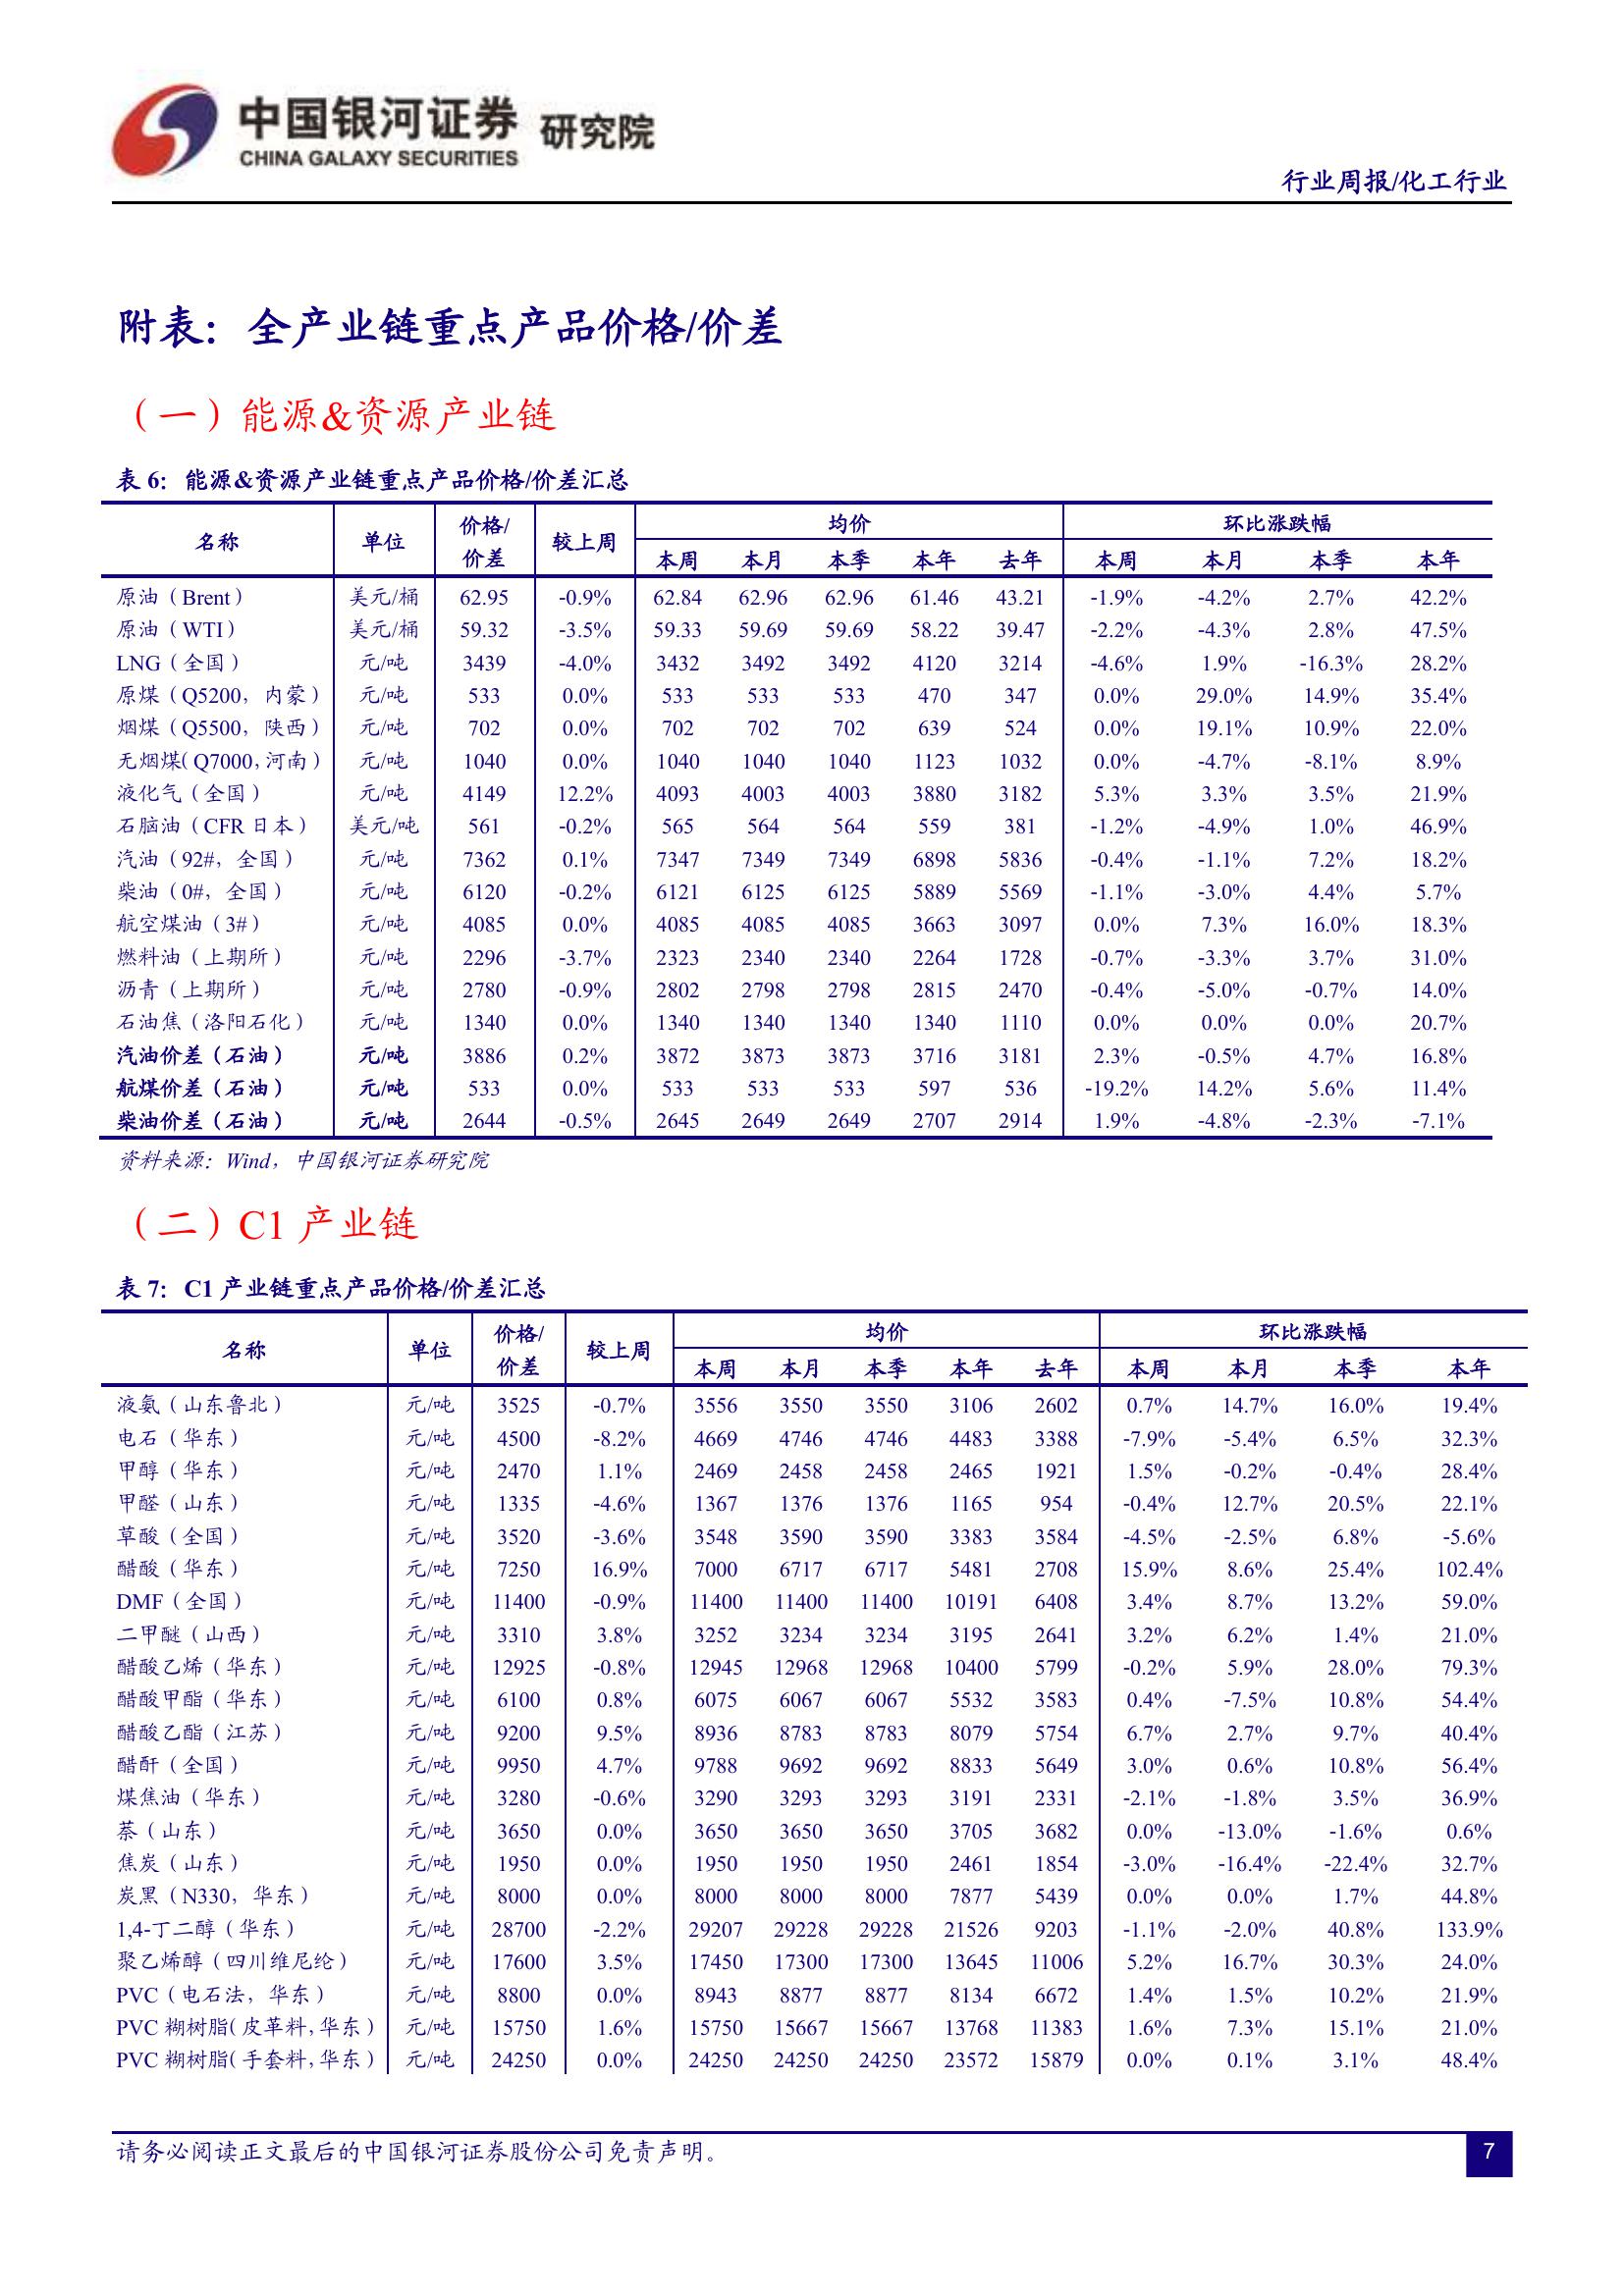 中国银河证券 研究院
CHINA GALAXY SECURITIES
行业周报/化工行业
附表：全产业链重点产品价格/价差
（一）能源&资源产业链
表 6：能源&资源产业链重点产品价格/价差汇总
名称 单位 价格/价差 较上周 均价 环比涨跌幅
本周 本月 本季 本年 去年 本周 本月 本季 本年
原油（Brent） 美元/桶 62.95 -0.9% 62.84 62.96 62.96 61.46 43.21 -1.9% -4.2% 2.7% 42.2%
原油（WTI） 美元/桶 59.32 -3.5% 59.33 59.69 59.69 58.22 39.47 -2.2% -4.3% 2.8% 47.5%
LNG（全国） 元/吨 3439 -4.0% 3432 3492 3492 4120 3214 -4.6% 1.9% -16.3% 28.2%
原煤（Q5200，内蒙） 元/吨 533 0.0% 533 533 533 470 347 0.0% 29.0% 14.9% 35.4%
烟煤（Q5500，陕西） 元/吨 702 0.0% 702 702 702 639 524 0.0% 19.1% 10.9% 22.0%
无烟煤（Q7000，河南） 元/吨 1040 0.0% 1040 1040 1040 1123 1032 0.0% -4.7% -8.1% 8.9%
液化气（全国） 元/吨 4149 12.2% 4093 4003 4003 3880 3182 5.3% 3.3% 3.5% 21.9%
石脑油（CFR 日本） 美元/吨 561 -0.2% 565 564 564 559 381 -1.2% -4.9% 1.0% 46.9%
汽油（92#，全国） 元/吨 7362 0.1% 7347 7349 7349 6898 5836 -0.4% -1.1% 7.2% 18.2%
柴油（0#，全国） 元/吨 6120 -0.2% 6121 6125 6125 5889 5569 -1.1% -3.0% 4.4% 5.7%
航空煤油（3#） 元/吨 4085 0.0% 4085 4085 4085 3663 3097 0.0% 7.3% 16.0% 18.3%
燃料油（上期所） 元/吨 2296 -3.7% 2323 2340 2340 2264 1728 -0.7% -3.3% 3.7% 31.0%
沥青（上期所） 元/吨 2780 -0.9% 2802 2798 2798 2815 2470 -0.4% -5.0% -0.7% 14.0%
石油焦（洛阳石化） 元/吨 1340 0.0% 1340 1340 1340 1340 1110 0.0% 0.0% 0.0% 20.7%
汽油价差（石油） 元/吨 3886 0.2% 3872 3873 3873 3716 3181 2.3% -0.5% 4.7% 16.8%
航煤价差（石油） 元/吨 533 0.0% 533 533 533 597 536 -19.2% 14.2% 5.6% 11.4%
柴油价差（石油） 元/吨 2644 -0.5% 2645 2649 2649 2707 2914 1.9% -4.8% -2.3% -7.1%
资料来源：Wind，中国银河证券研究院
（二）C1 产业链
表 7：C1 产业链重点产品价格/价差汇总
名称 单位 价格/价差 较上周 均价 环比涨跌幅
本周 本月 本季 本年 去年 本周 本月 本季 本年
液氨（山东鲁北） 元/吨 3525 -0.7% 3556 3550 3550 3106 2602 0.7% 14.7% 16.0% 19.4%
电石（华东） 元/吨 4500 -8.2% 4669 4746 4746 4483 3388 -7.9% -5.4% 6.5% 32.3%
甲醇（华东） 元/吨 2470 1.1% 2469 2458 2458 2465 1921 1.5% -0.2% -0.4% 28.4%
甲醛（山东） 元/吨 1335 -4.6% 1367 1376 1376 1165 954 -0.4% 12.7% 20.5% 22.1%
草酸（全国） 元/吨 3520 -3.6% 3548 3590 3590 3383 3584 -4.5% -2.5% 6.8% -5.6%
醋酸（华东） 元/吨 7250 16.9% 7000 6717 6717 5481 2708 15.9% 8.6% 25.4% 102.4%
DMF（全国） 元/吨 11400 -0.9% 11400 11400 11400 10191 6408 3.4% 8.7% 13.2% 59.0%
二甲醚（山西） 元/吨 3310 3.8% 3252 3234 3234 3195 2641 3.2% 6.2% 1.4% 21.0%
醋酸乙烯（华东） 元/吨 12925 -0.8% 12945 12968 12968 10400 5799 -0.2% 5.9% 28.0% 79.3%
醋酸甲酯（华东） 元/吨 6100 0.8% 6075 6067 6067 5532 3583 0.4% -7.5% 10.8% 54.4%
醋酸乙酯（江苏） 元/吨 9200 9.5% 8936 8783 8783 8079 5754 6.7% 2.7% 9.7% 40.4%
醋酐（全国） 元/吨 9950 4.7% 9788 9692 9692 8833 5649 3.0% 0.6% 10.8% 56.4%
煤焦油（华东） 元/吨 3280 -0.6% 3290 3293 3293 3191 2331 -2.1% -1.8% 3.5% 36.9%
萘（山东） 元/吨 3650 0.0% 3650 3650 3650 3705 3682 0.0% -13.0% -1.6% 0.6%
焦炭（山东） 元/吨 1950 0.0% 1950 1950 1950 2461 1854 -3.0% -16.4% -22.4% 32.7%
炭黑（N330，华东） 元/吨 8000 0.0% 8000 8000 8000 7877 5439 0.0% 0.0% 1.7% 44.8%
1,4-丁二醇（华东） 元/吨 28700 -2.2% 29207 29228 29228 21526 9203 -1.1% -2.0% 40.8% 133.9%
聚乙烯醇（四川维尼纶） 元/吨 17600 3.5% 17450 17300 17300 13645 11006 5.2% 16.7% 30.3% 24.0%
PVC（电石法，华东） 元/吨 8800 0.0% 8943 8877 8877 8134 6672 1.4% 1.5% 10.2% 21.9%
PVC 糊树脂（皮革料，华东） 元/吨 15750 1.6% 15750 15667 15667 13768 11383 1.6% 7.3% 15.1% 21.0%
PVC 糊树脂（手套料，华东） 元/吨 24250 0.0% 24250 24250 24250 23572 15879 0.0% 0.1% 3.1% 48.4%
请务必阅读正文最后的中国银河证券股份公司免责声明。
7